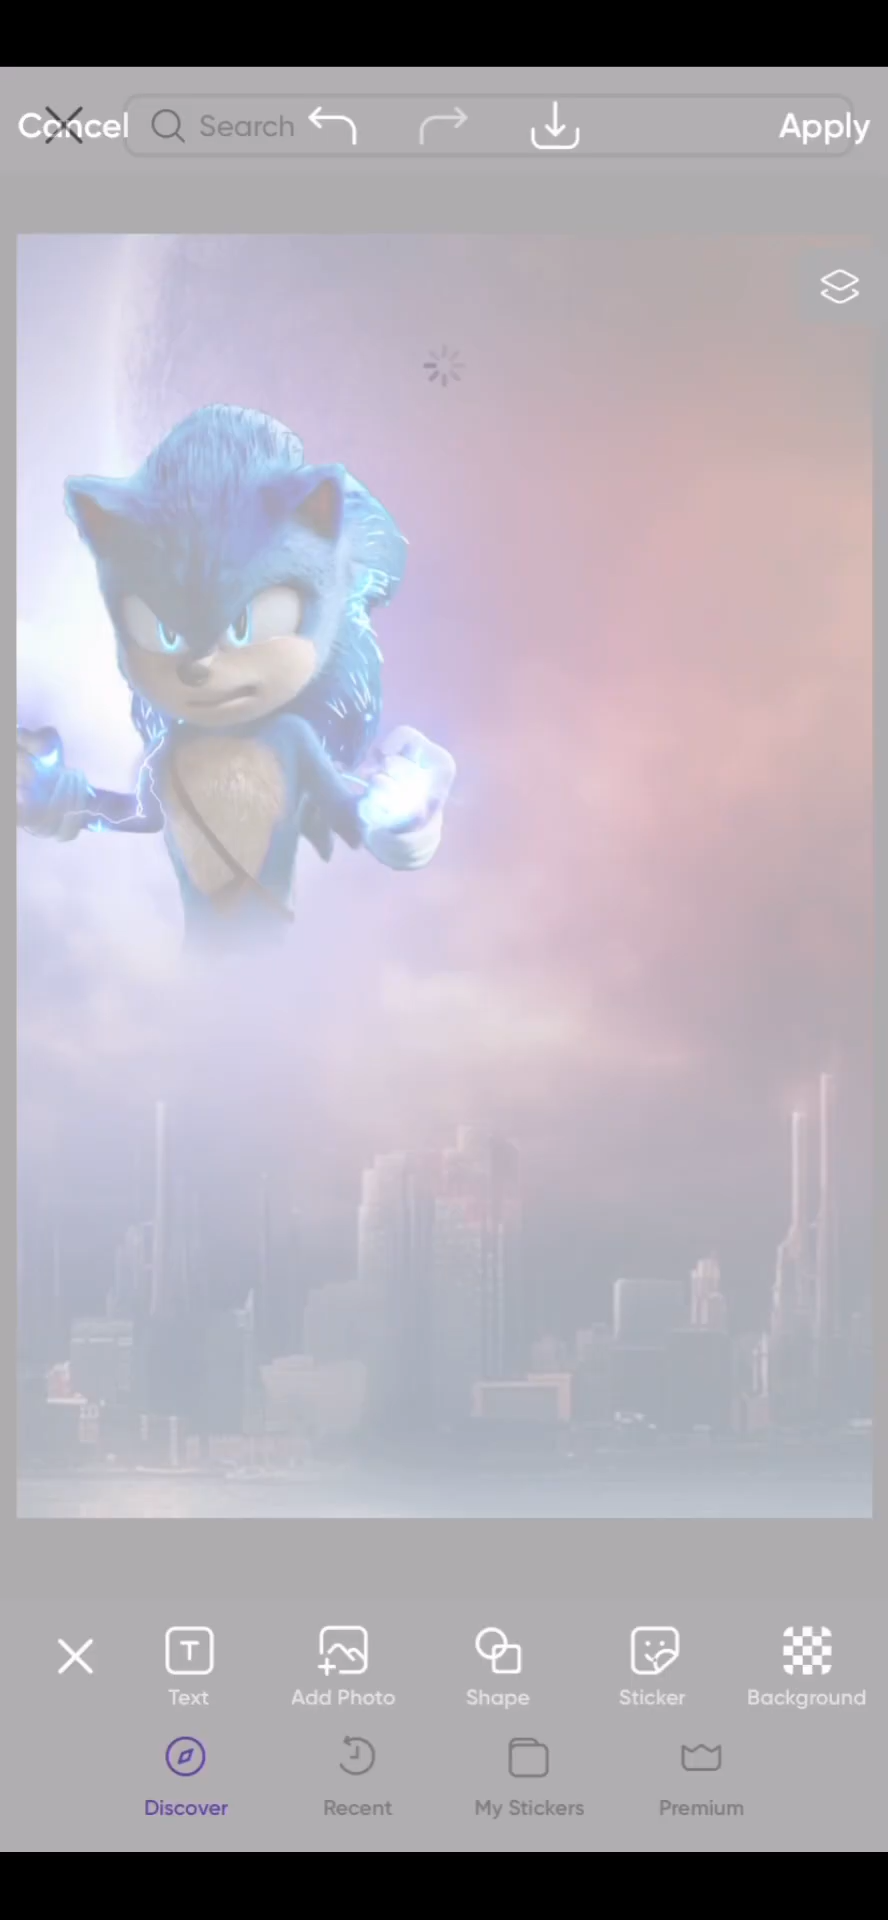 Cancel Search Apply
Text Add Photo Shape Sticker Background
Discover Recent My Stickers Premium